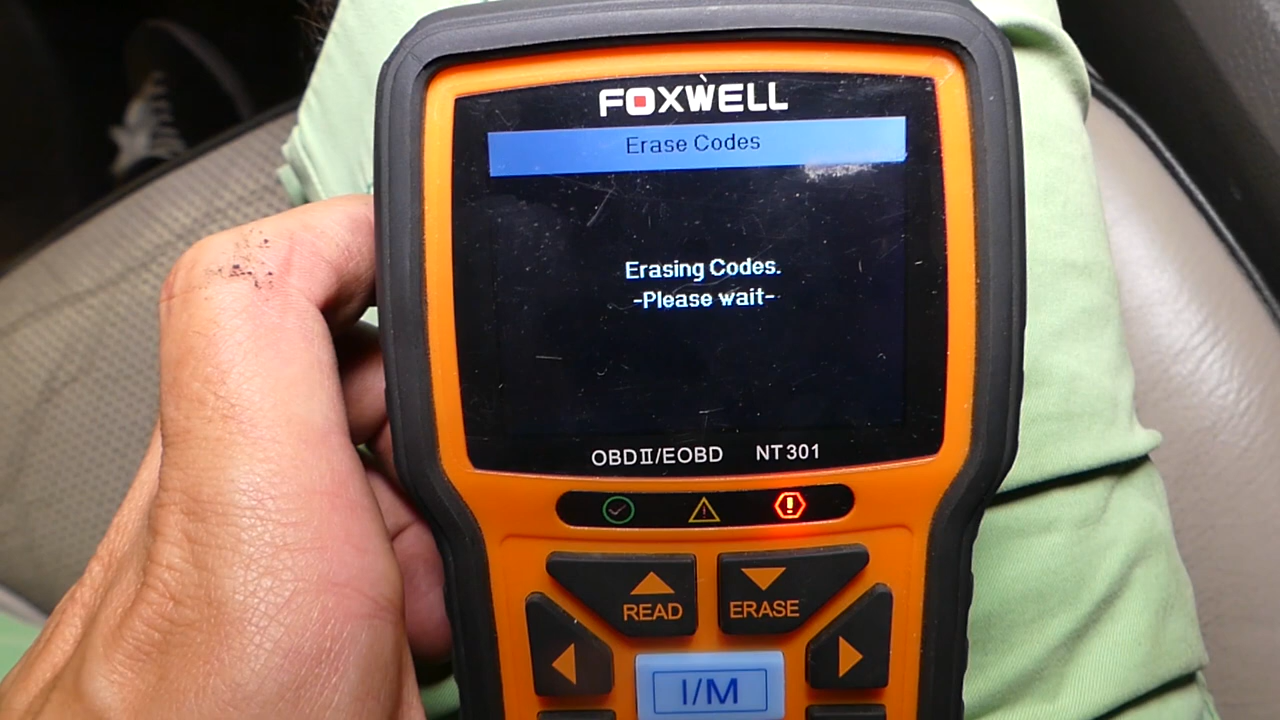 FOXWELL
Erase Codes
Erasing Codes.
-Please wait-
OBDII/EOBD NT301
READ
ERASE
I/M